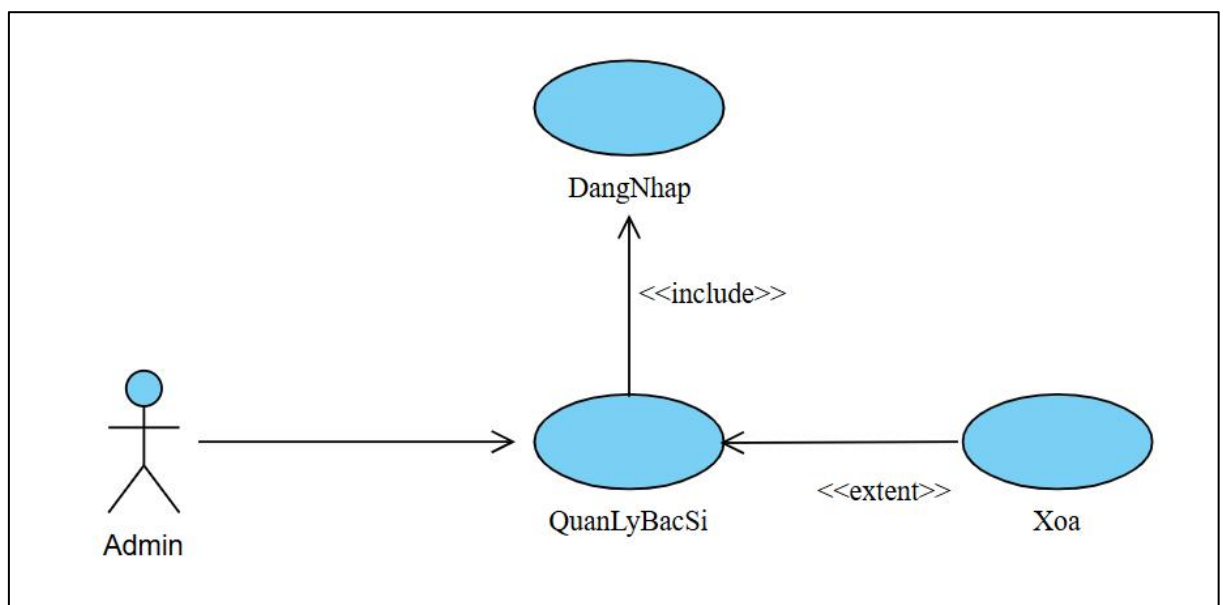 DangNhap
<<include>>
Admin
QuanLyBacSi
<<extent>>
Xoa